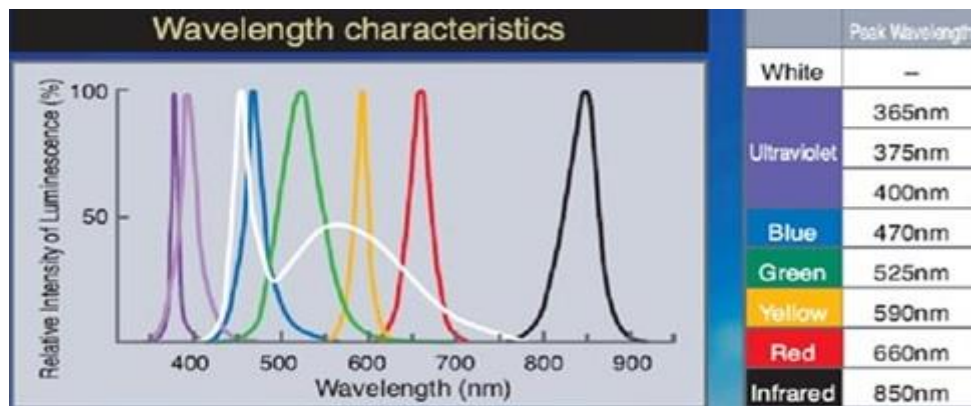 Wavelength characteristics
Relative Intensity of Luminescence (%)
100
50
400 500 600 700 800 900
Wavelength (nm)
Peak Wavelength
White –
Ultraviolet
365nm
375nm
400nm
Blue 470nm
Green 525nm
Yellow 590nm
Red 660nm
Infrared 850nm